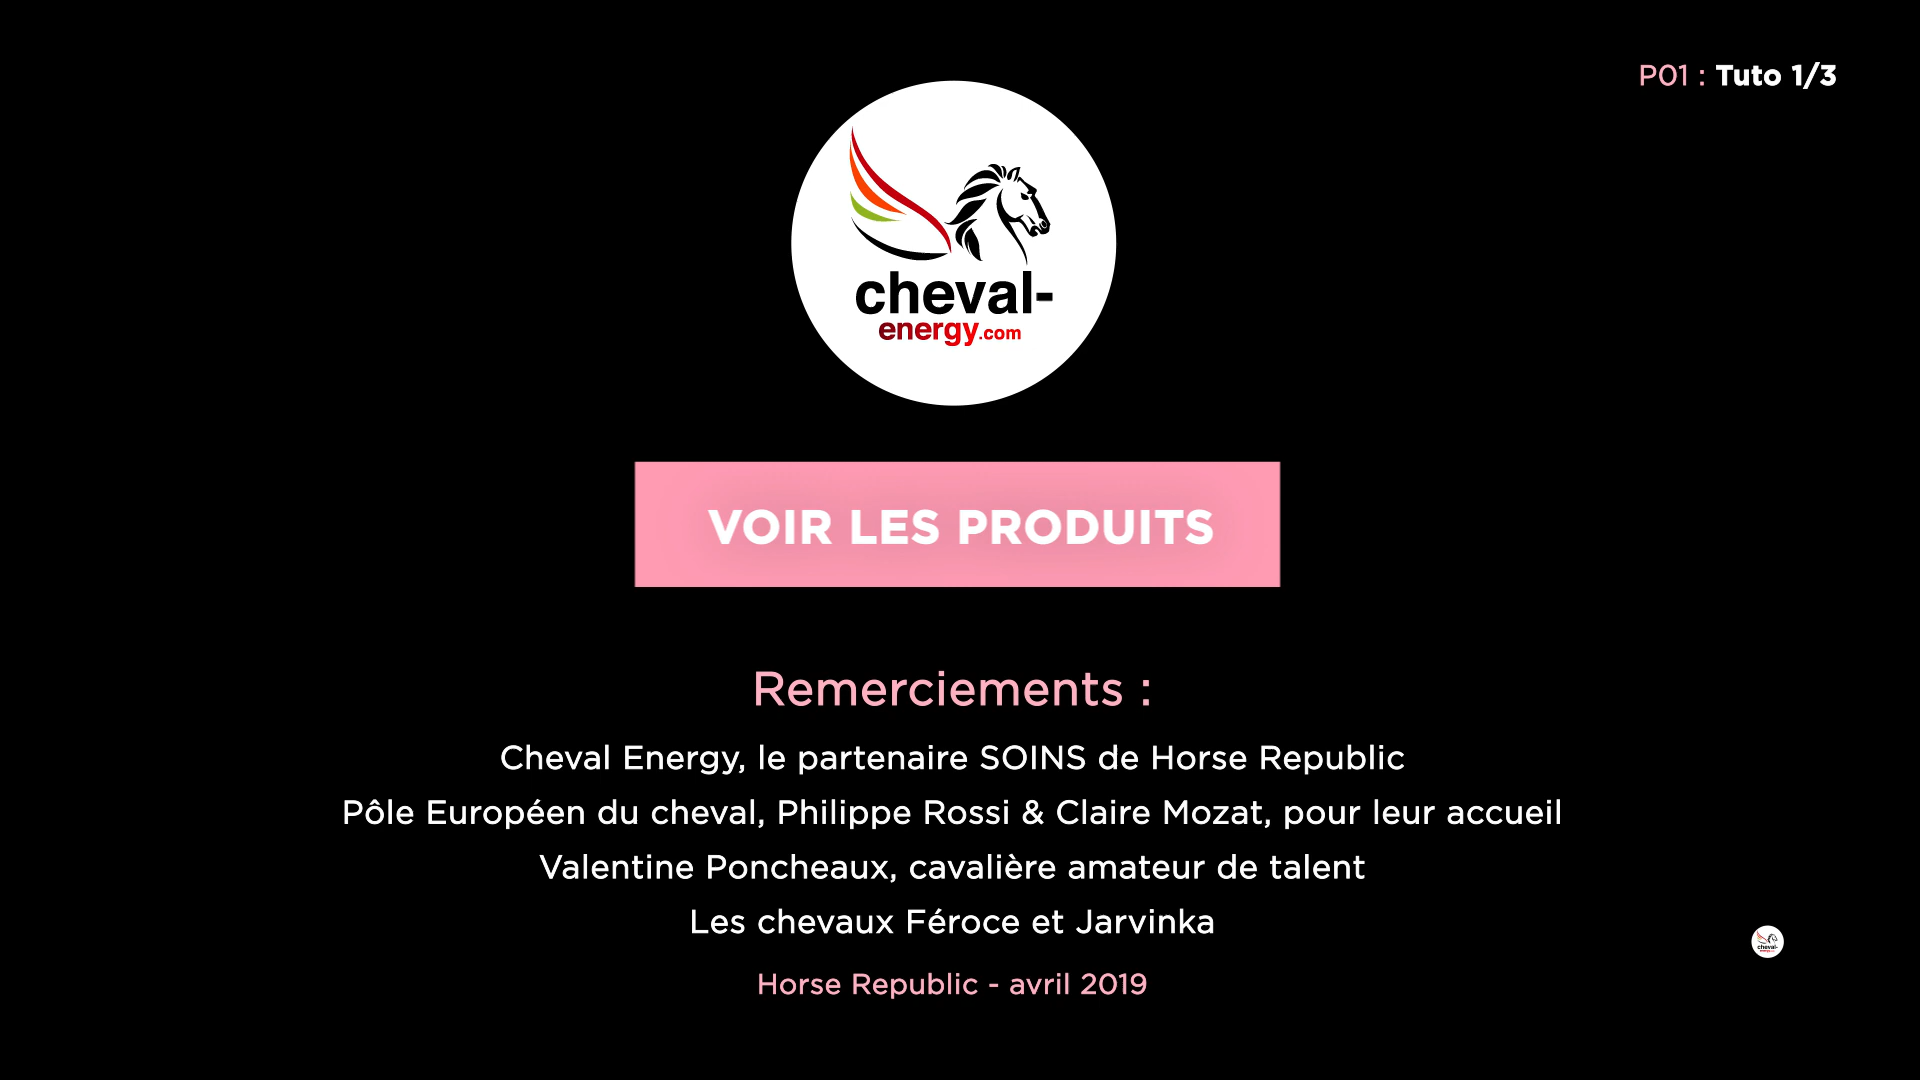 P01 : Tuto 1/3
cheval-
energy.com
VOIR LES PRODUITS
Remerciements :
Cheval Energy, le partenaire SOINS de Horse Republic
Pôle Européen du cheval, Philippe Rossi & Claire Mozat, pour leur accueil
Valentine Poncheaux, cavalière amateur de talent
Les chevaux Féroce et Jarvinka
cheval-
Horse Republic - avril 2019